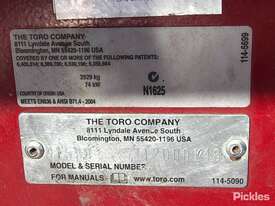 THE TORO COMPANY
8111 Lyndale Avenue South
Bloomington, MN 55420-1196 USA
COVERED BY ONE OR MORE OF THE FOLLOWING PATENTS:
114-5699
2929 kg
74 kW
N1625
COUNTRY OF ORIGIN: USA
MEETS EN836 & ANSI B71.4 - 2004
THE TORO COMPANY
8111 Lyndale Avenue South
Bloomington, MN 55420-1196 USA
MODEL & SERIAL NUMBER
FOR MANUALS
www.toro.com
114-5090
Pickles